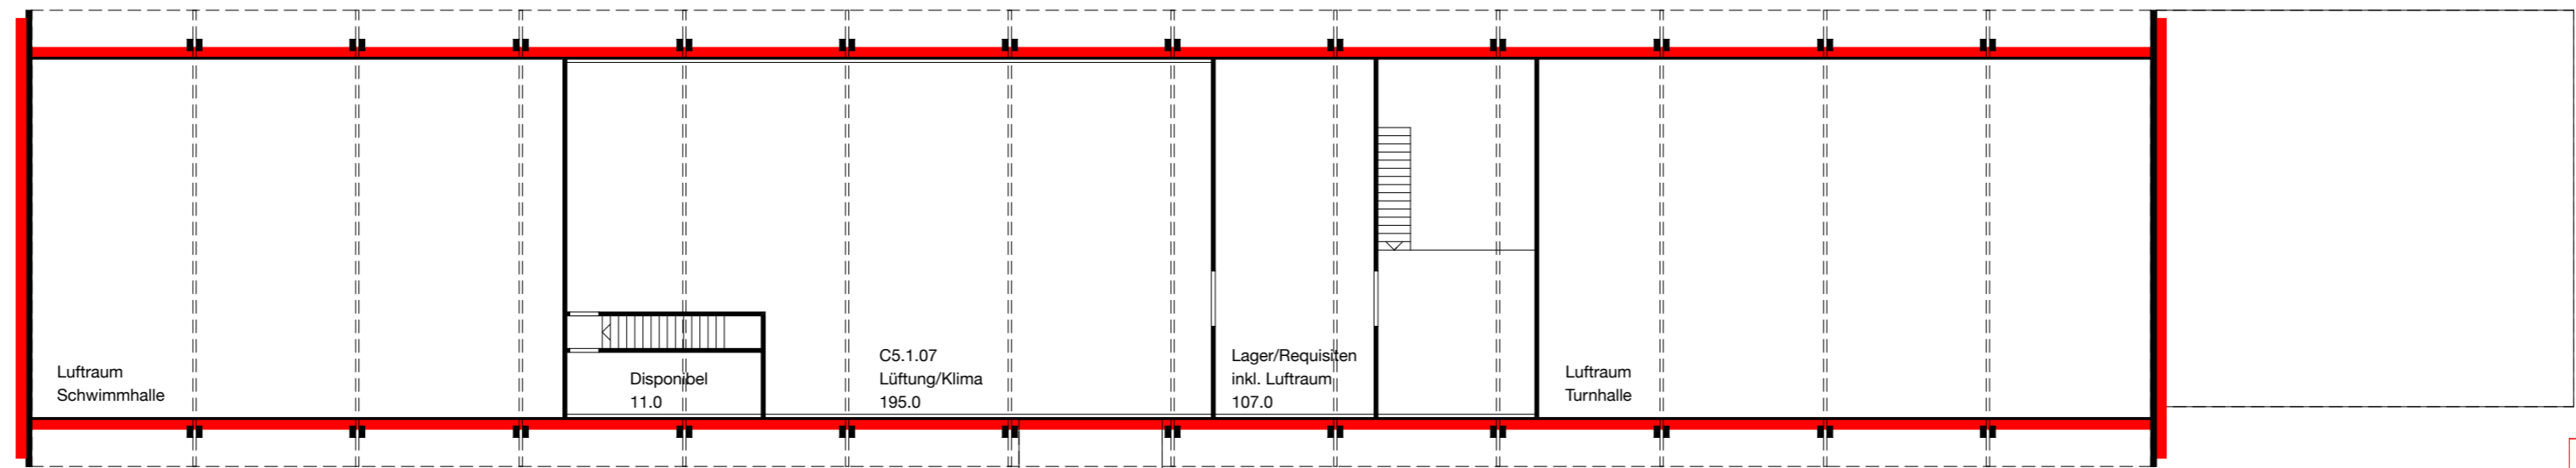 Luftraum
Schwimmhalle
Disponibel
11.0
C5.1.07
Lüftung/Klima
195.0
Lager/Requisiten
inkl. Luftraum
107.0
Luftraum
Turnhalle